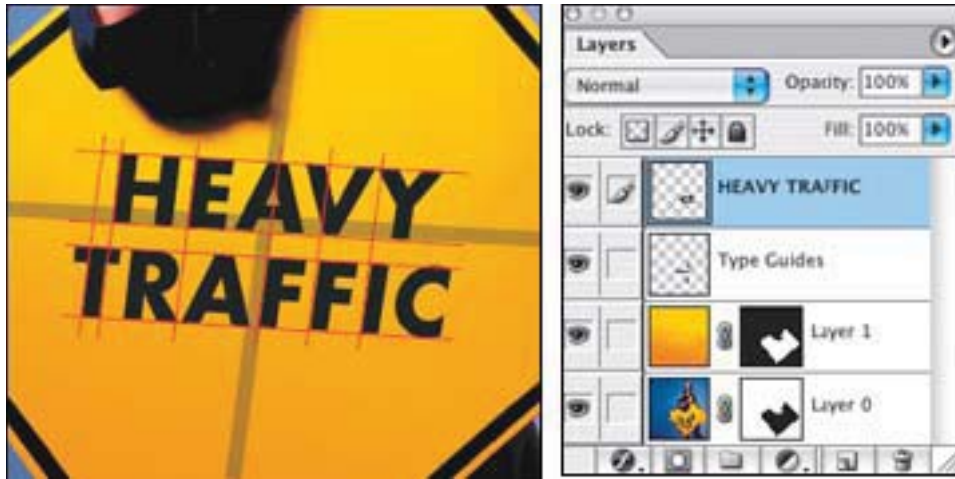 HEAVY
TRAFFIC
Layers
Normal
Opacity: 100%
Lock:
Fill: 100%
HEAVY TRAFFIC
Type Guides
Layer 1
Layer 0